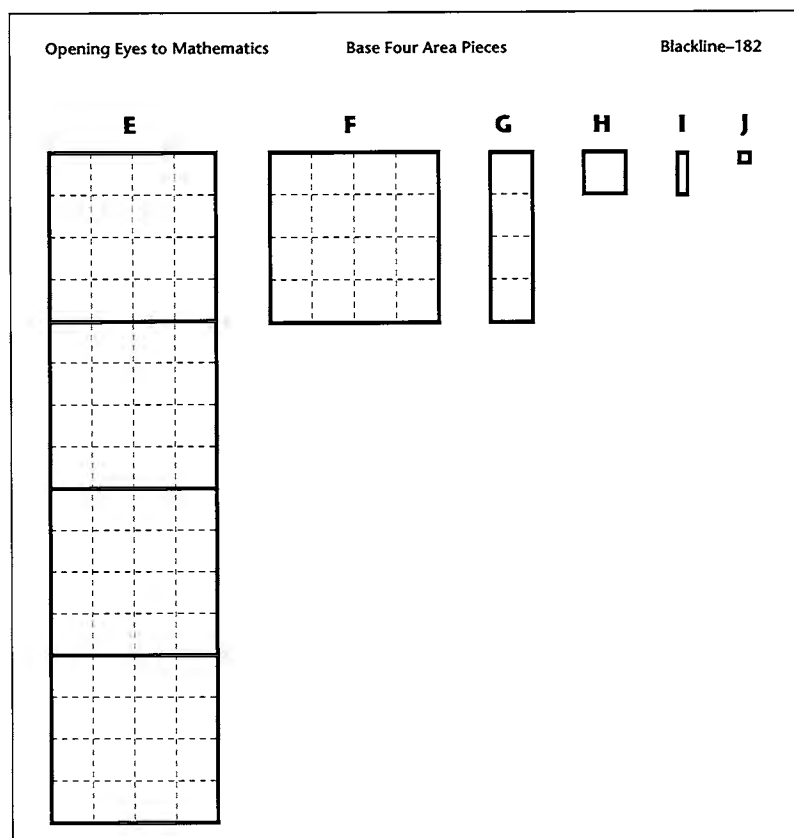 Opening Eyes to Mathematics Base Four Area Pieces Blackline–182
E F G H I J